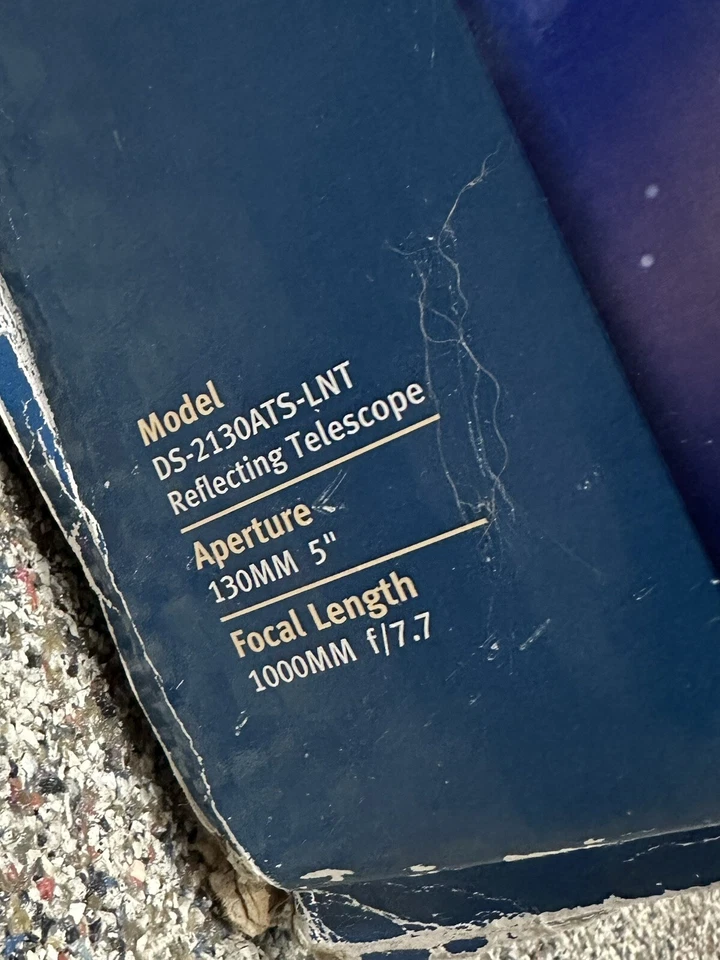 Model
DS-2130ATS-LNT
Reflecting Telescope
Aperture
130MM 5"
Focal Length
1000MM f/7.7